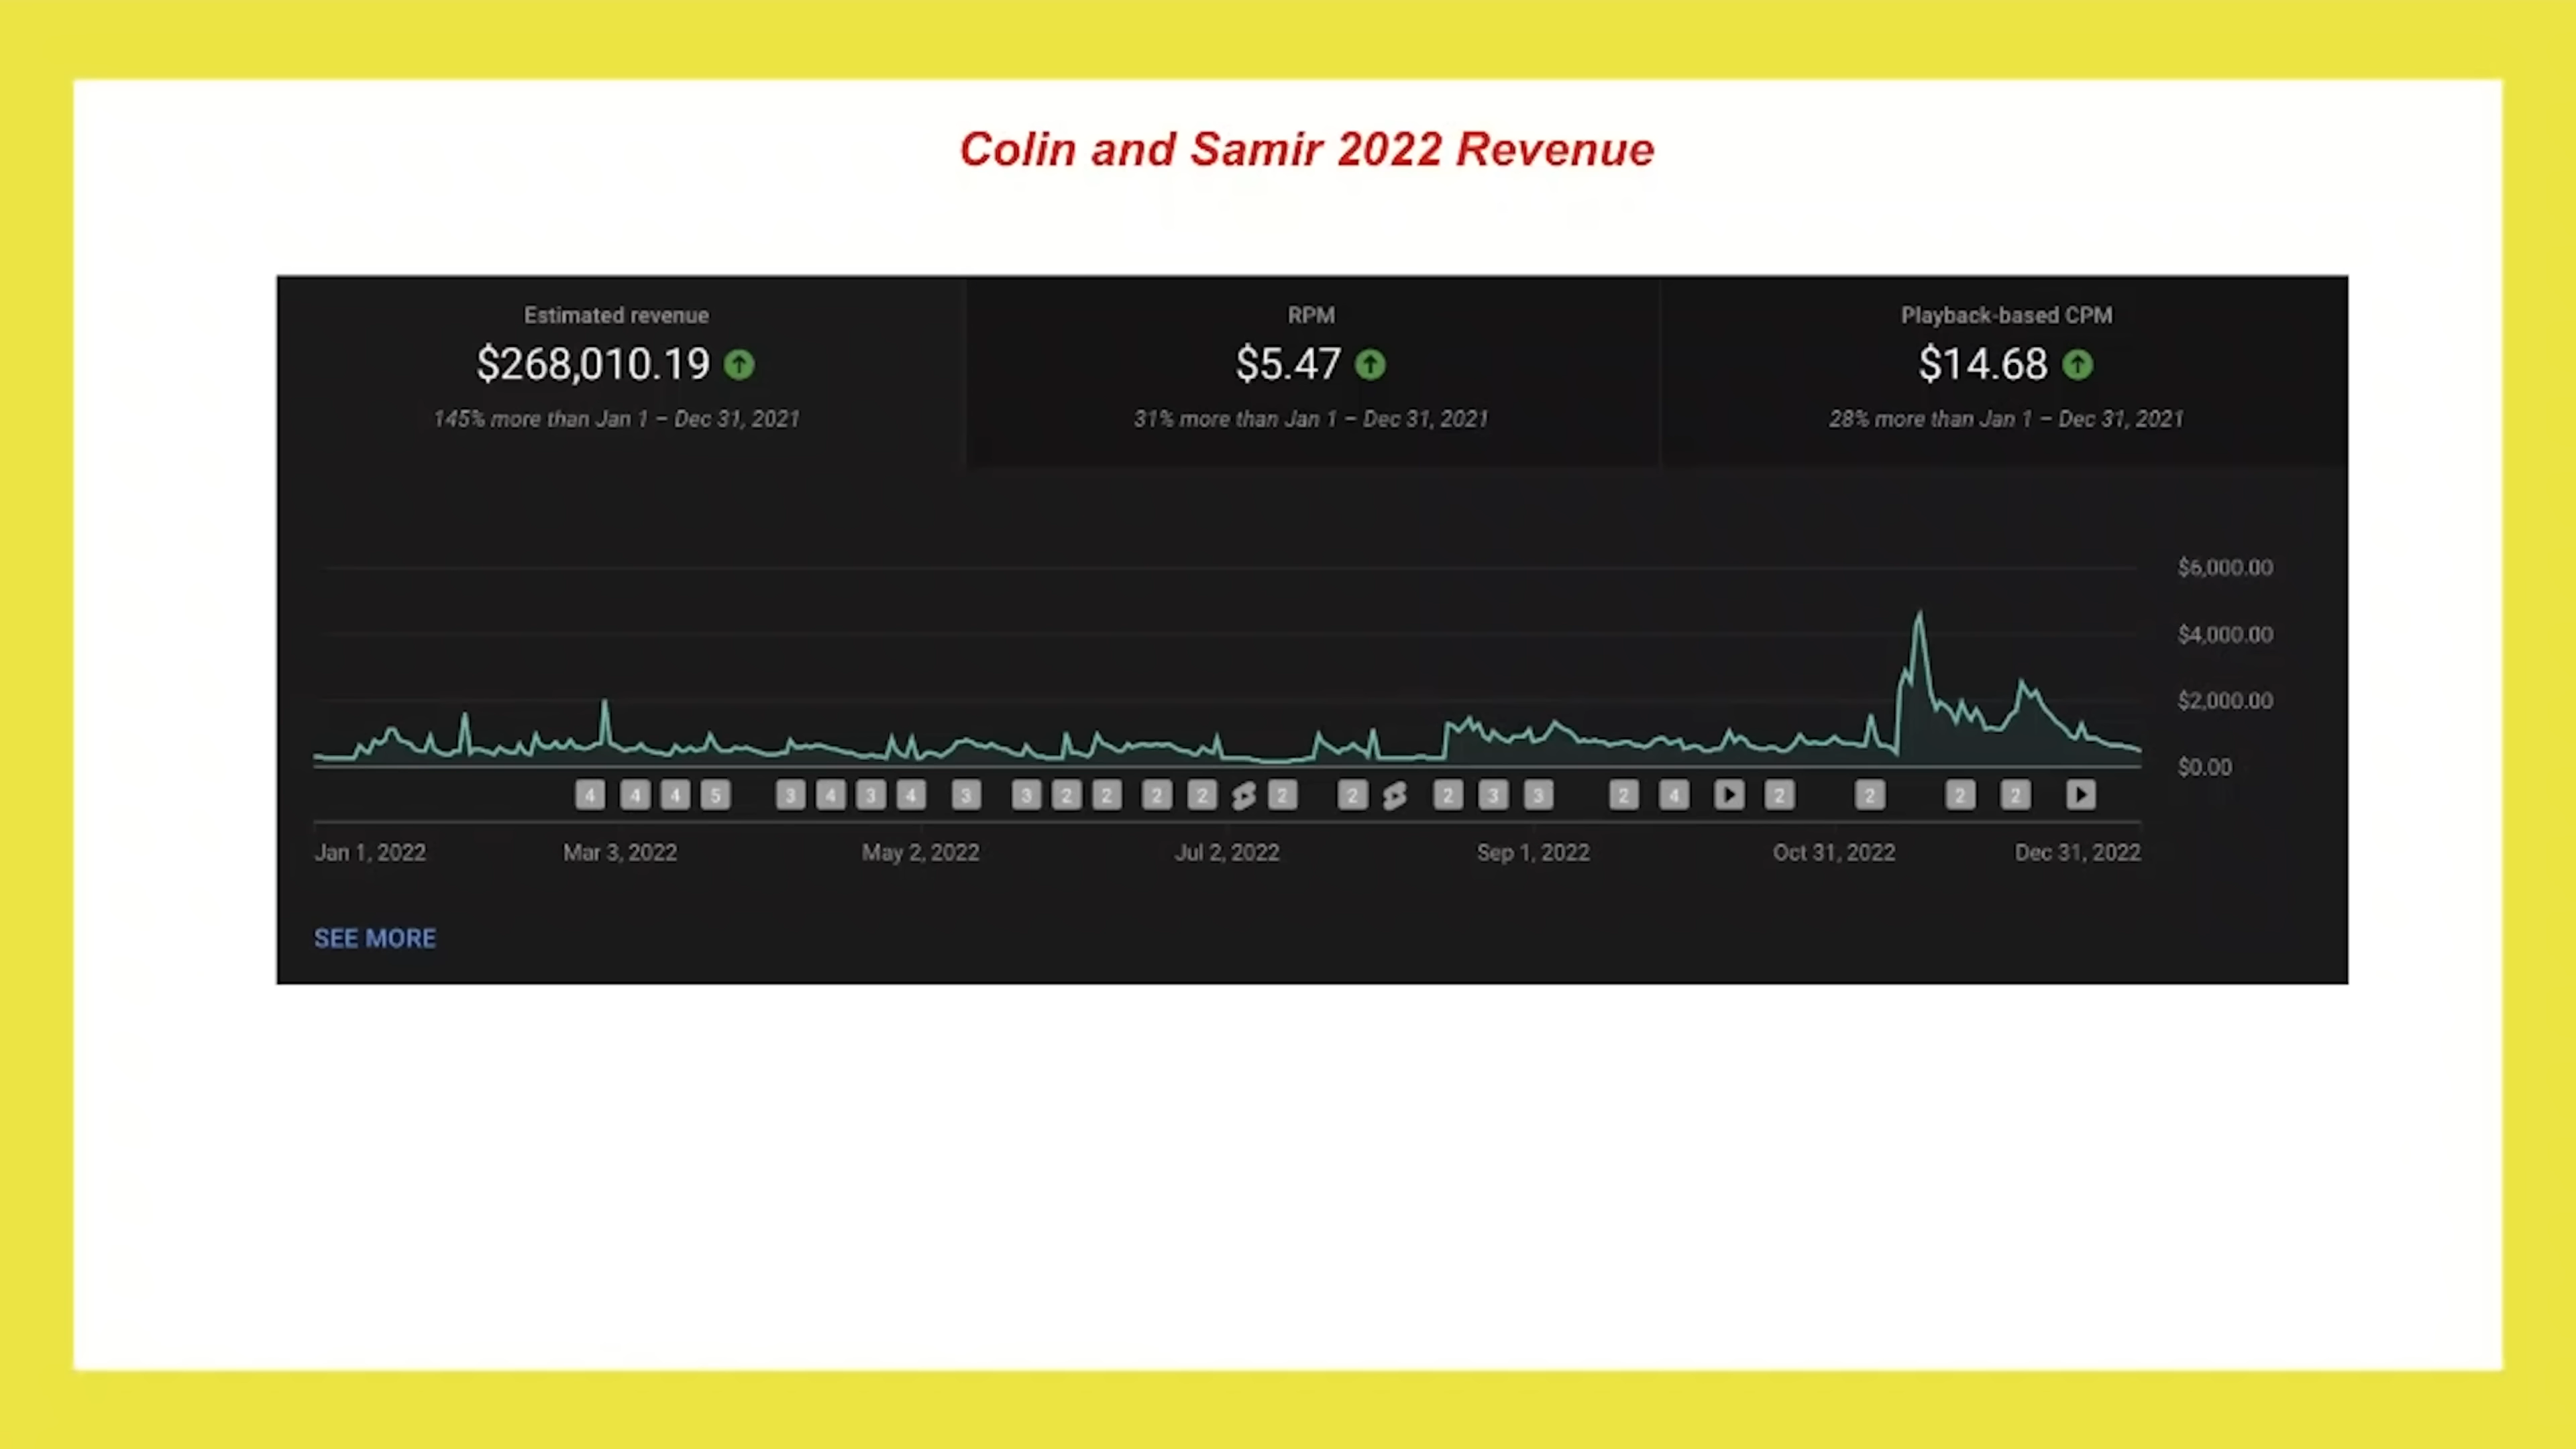 Colin and Samir 2022 Revenue
Estimated revenue
$268,010.19
145% more than Jan 1 – Dec 31, 2021
RPM
$5.47
31% more than Jan 1 – Dec 31, 2021
Playback-based CPM
$14.68
28% more than Jan 1 – Dec 31, 2021
$6,000.00
$4,000.00
$2,000.00
$0.00
4 4 4 5 3 4 3 4 3 3 2 2 2 2 2 2 2 3 3 2 4 2 2 2 2
Jan 1, 2022 Mar 3, 2022 May 2, 2022 Jul 2, 2022 Sep 1, 2022 Oct 31, 2022 Dec 31, 2022
SEE MORE